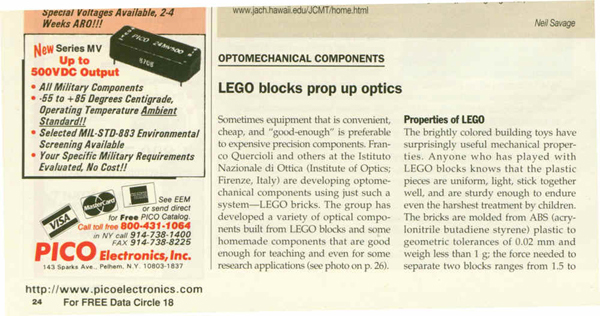 Special Voltages Available, 2-4
Weeks ARO!!!
New Series MV
Up to
500VDC Output
• All Military Components
• -55 to +85 Degrees Centigrade,
Operating Temperature Ambient
Standard!!
• Selected MIL-STD-883 Environmental
Screening Available
• Your Specific Military Requirements
Evaluated, No Cost!!
PICO
VISA
MasterCard
See EEM
or send direct
for Free PICO Catalog.
Call toll free 800-431-1064
in NY call 914-738-1400
FAX 914-738-8225
PICO Electronics, Inc.
143 Sparks Ave., Pelham, N.Y. 10803-1837
http://www.picoelectronics.com
24 For FREE Data Circle 18
www.jach.hawaii.edu/JCMT/home.html
Neil Savage
OPTOMECHANICAL COMPONENTS
LEGO blocks prop up optics
Sometimes equipment that is convenient,
cheap, and "good-enough" is preferable
to expensive precision components. Fran-
co Quercioli and others at the Istituto
Nazionale di Ottica (Institute of Optics;
Firenze, Italy) are developing optome-
chanical components using just such a
system—LEGO bricks. The group has
developed a variety of optical compo-
nents built from LEGO blocks and some
homemade components that are good
enough for teaching and even for some
research applications (see photo on p. 26).
Properties of LEGO
The brightly colored building toys have
surprisingly useful mechanical proper-
ties. Anyone who has played with
LEGO blocks knows that the plastic
pieces are uniform, light, stick together
well, and are sturdy enough to endure
even the harshest treatment by children.
The bricks are molded from ABS (acry-
lonitrile butadiene styrene) plastic to
geometric tolerances of 0.02 mm and
weigh less than 1 g; the force needed to
separate two blocks ranges from 1.5 to